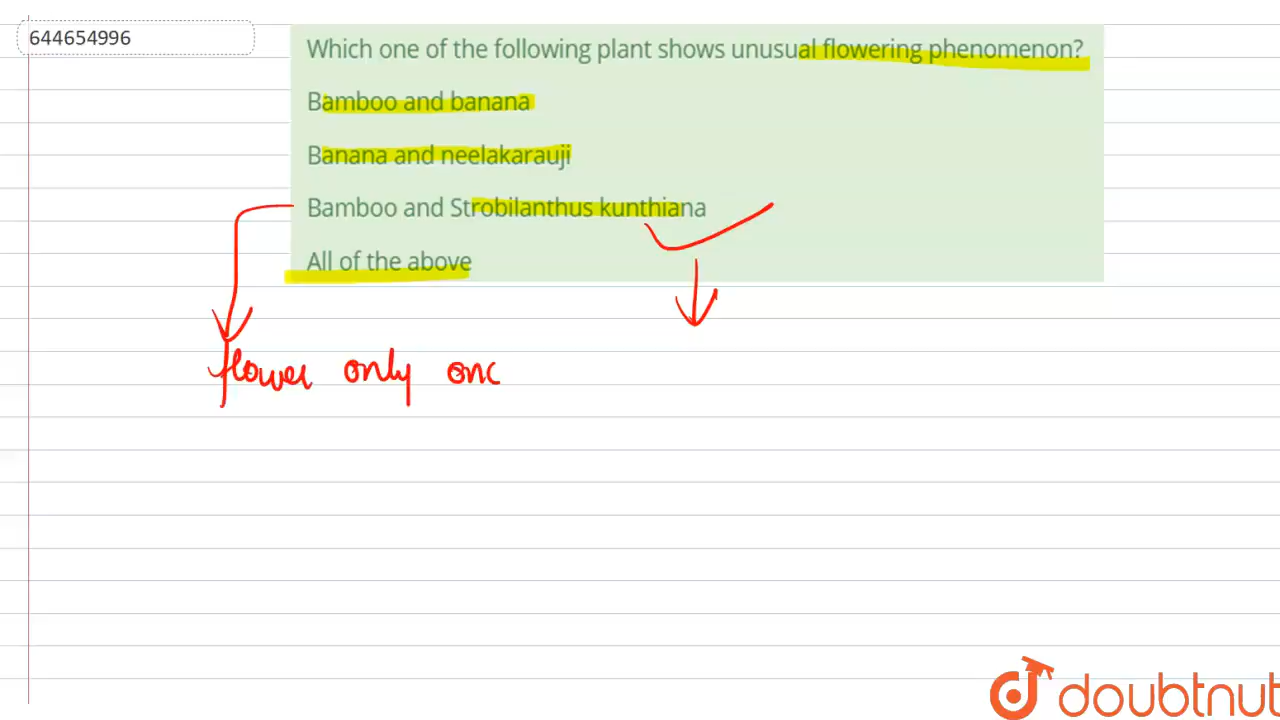 644654996
Which one of the following plant shows unusual flowering phenomenon?
Bamboo and banana
Banana and neelakarauji
Bamboo and Strobilanthus kunthiana
All of the above
flower only onc
doubtnut